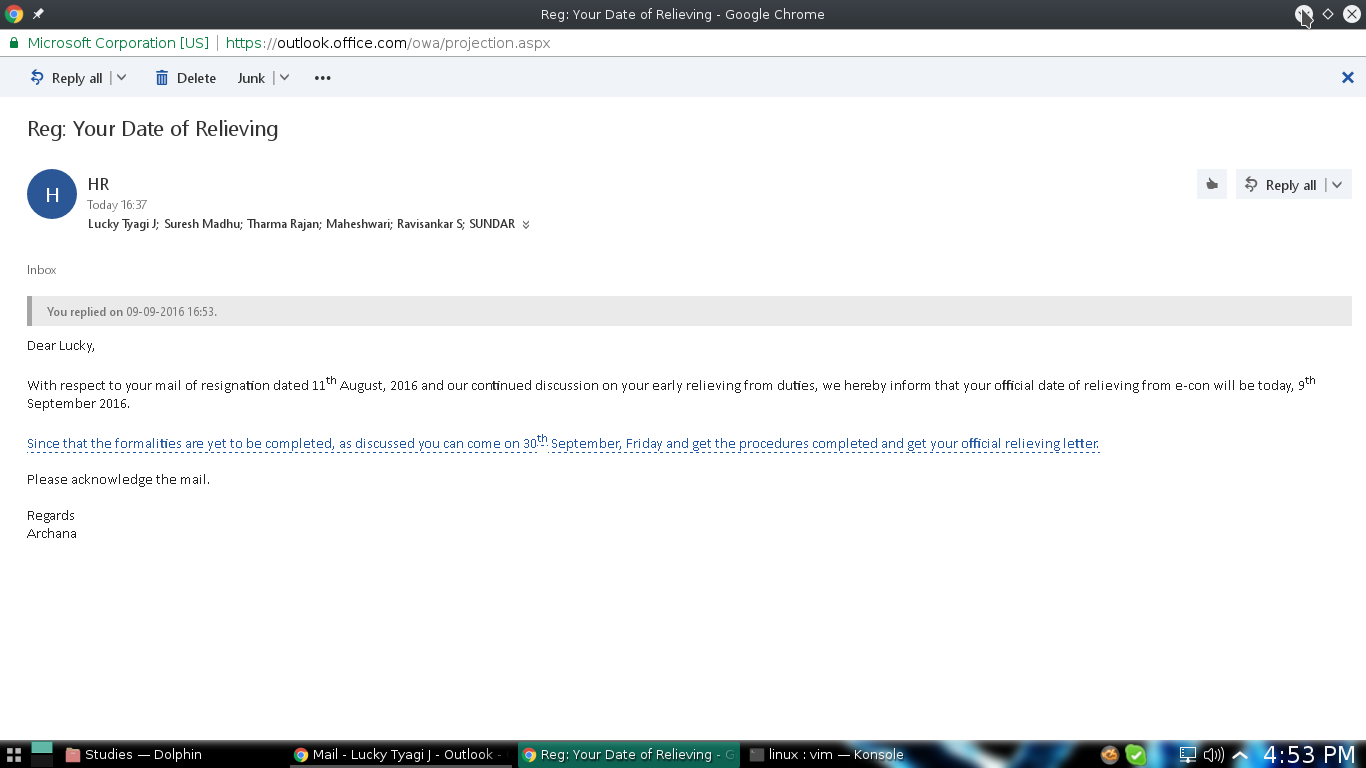 Reg: Your Date of Relieving - Google Chrome
Microsoft Corporation [US] | https://outlook.office.com/owa/projection.aspx
Reply all Delete Junk
Reg: Your Date of Relieving
H
HR
Today 16:37
Lucky Tyagi J; Suresh Madhu; Tharma Rajan; Maheshwari; Ravisankar S; SUNDAR
Reply all
Inbox
You replied on 09-09-2016 16:53.
Dear Lucky,
With respect to your mail of resignation dated 11th August, 2016 and our continued discussion on your early relieving from duties, we hereby inform that your official date of relieving from e-con will be today, 9th
September 2016.
Since that the formalities are yet to be completed, as discussed you can come on 30th September, Friday and get the procedures completed and get your official relieving letter.
Please acknowledge the mail.
Regards
Archana
Studies — Dolphin Mail - Lucky Tyagi J - Outlook - Reg: Your Date of Relieving - G linux : vim — Konsole 4:53 PM